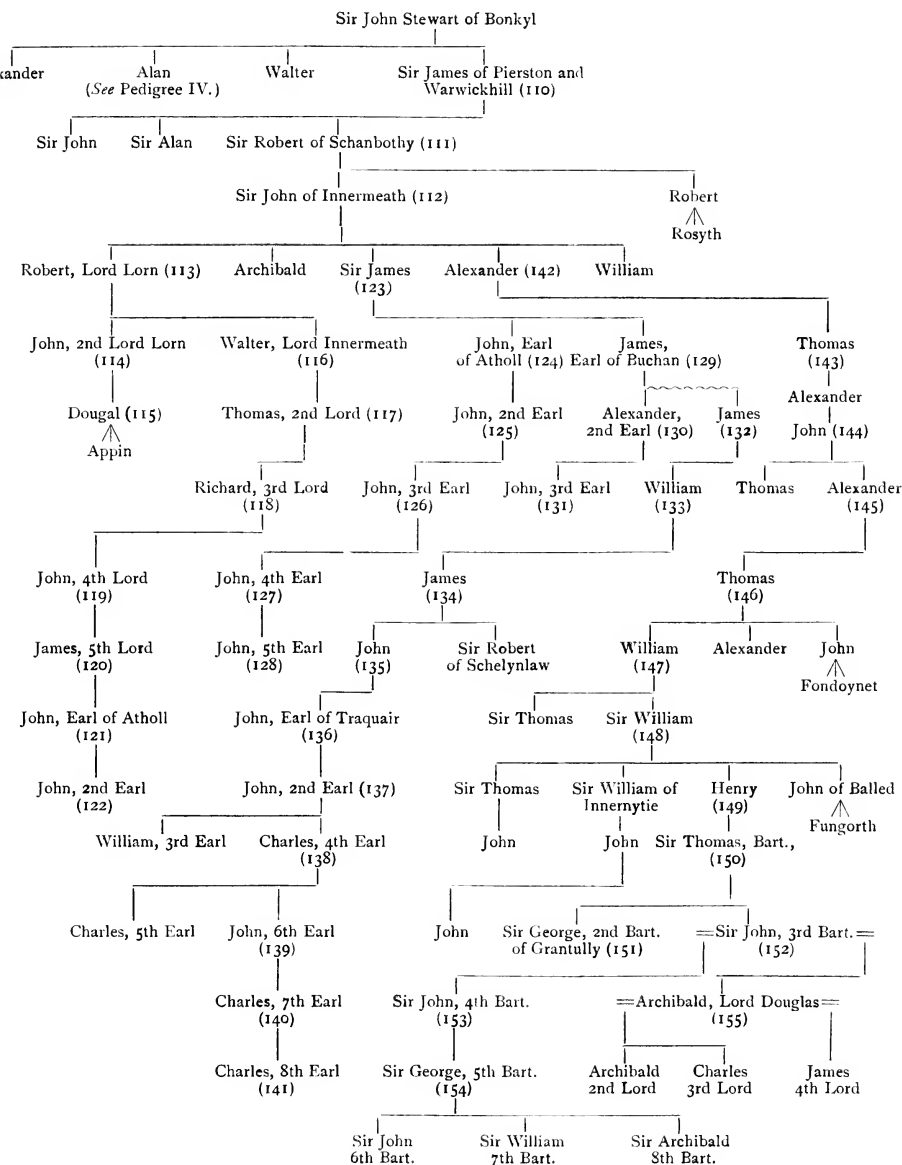 Sir John Stewart of Bonkyl
xander Alan Walter Sir James of Pierston and
(See Pedigree IV.) Warwickhill (110)
Sir John Sir Alan Sir Robert of Schanbothy (111)
Sir John of Innermeath (112) Robert
Rosyth
Robert, Lord Lorn (113) Archibald Sir James Alexander (142) William
(123)
John, 2nd Lord Lorn Walter, Lord Innermeath John, Earl James, Thomas
(114) (116) of Atholl (124) Earl of Buchan (129) (143)
Alexander
Dougal (115) Thomas, 2nd Lord (117) John, 2nd Earl Alexander, James
Appin (125) 2nd Earl (130) (132) John (144)
Richard, 3rd Lord John, 3rd Earl John, 3rd Earl William Thomas Alexander
(118) (126) (131) (133) (145)
John, 4th Lord John, 4th Earl James Thomas
(119) (127) (134) (146)
James, 5th Lord John, 5th Earl John Sir Robert William Alexander John
(120) (128) (135) of Schelynlaw (147)
Fondoynet
John, Earl of Atholl John, Earl of Traquair Sir Thomas Sir William
(121) (136) (148)
John, 2nd Earl John, 2nd Earl (137) Sir Thomas Sir William of Henry John of Balled
(122) Innernytie (149)
Fungorth
William, 3rd Earl Charles, 4th Earl John John Sir Thomas, Bart.,
(138) (150)
Charles, 5th Earl John, 6th Earl John Sir George, 2nd Bart. =Sir John, 3rd Bart.=
(139) of Grantully (151) (152)
Charles, 7th Earl Sir John, 4th Bart. =Archibald, Lord Douglas=
(140) (153) (155)
Charles, 8th Earl Sir George, 5th Bart. Archibald Charles James
(141) (154) 2nd Lord 3rd Lord 4th Lord
Sir John Sir William Sir Archibald
6th Bart. 7th Bart. 8th Bart.